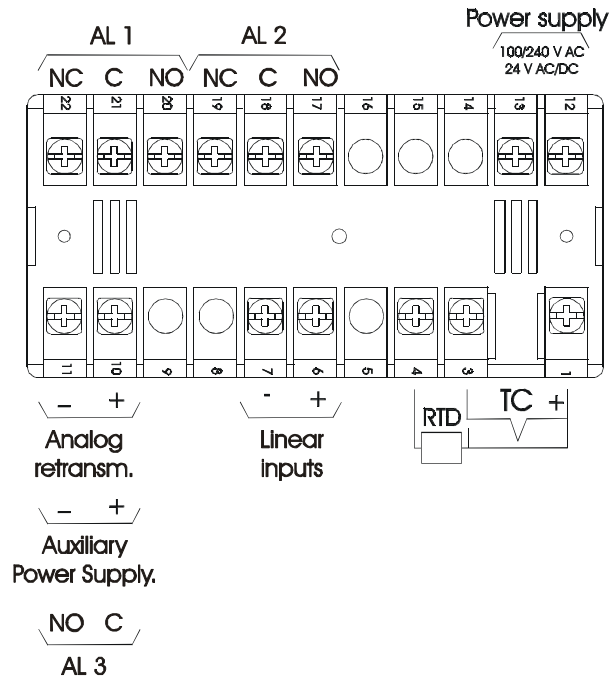 Power supply
100/240 V AC
24 V AC/DC
AL 1 AL 2
NC C NO NC C NO
22 21 20 19 18 17 16 15 14 13 12
11 10 9 8 7 6 5 4 3 1
– + - + RTD TC +
Analog
retransm.
Linear
inputs
– +
Auxiliary
Power Supply.
NO C
AL 3